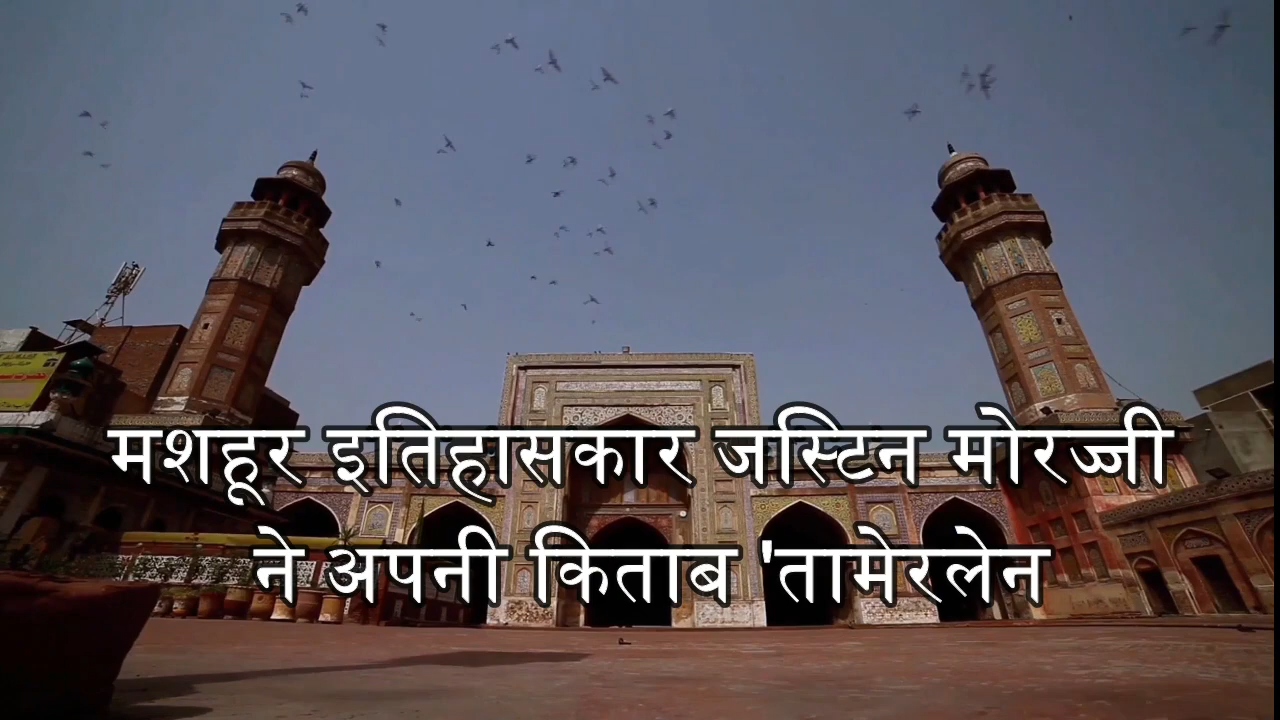 मशहूर इतिहासकार जस्टिन मोरज्जी
ने अपनी किताब 'तामेरलेन